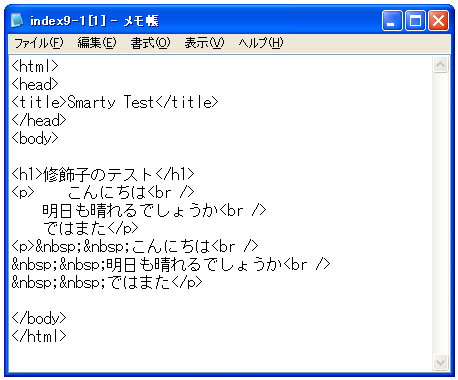 index9-1[1] - メモ帳
ファイル(F) 編集(E) 書式(O) 表示(V) ヘルプ(H)
<html>
<head>
<title>Smarty Test</title>
</head>
<body>

<h1>修飾子のテスト</h1>
<p>    こんにちは<br />
    明日も晴れるでしょうか<br />
    ではまた</p>
<p>&nbsp;&nbsp;こんにちは<br />
&nbsp;&nbsp;明日も晴れるでしょうか<br />
&nbsp;&nbsp;ではまた</p>

</body>
</html>